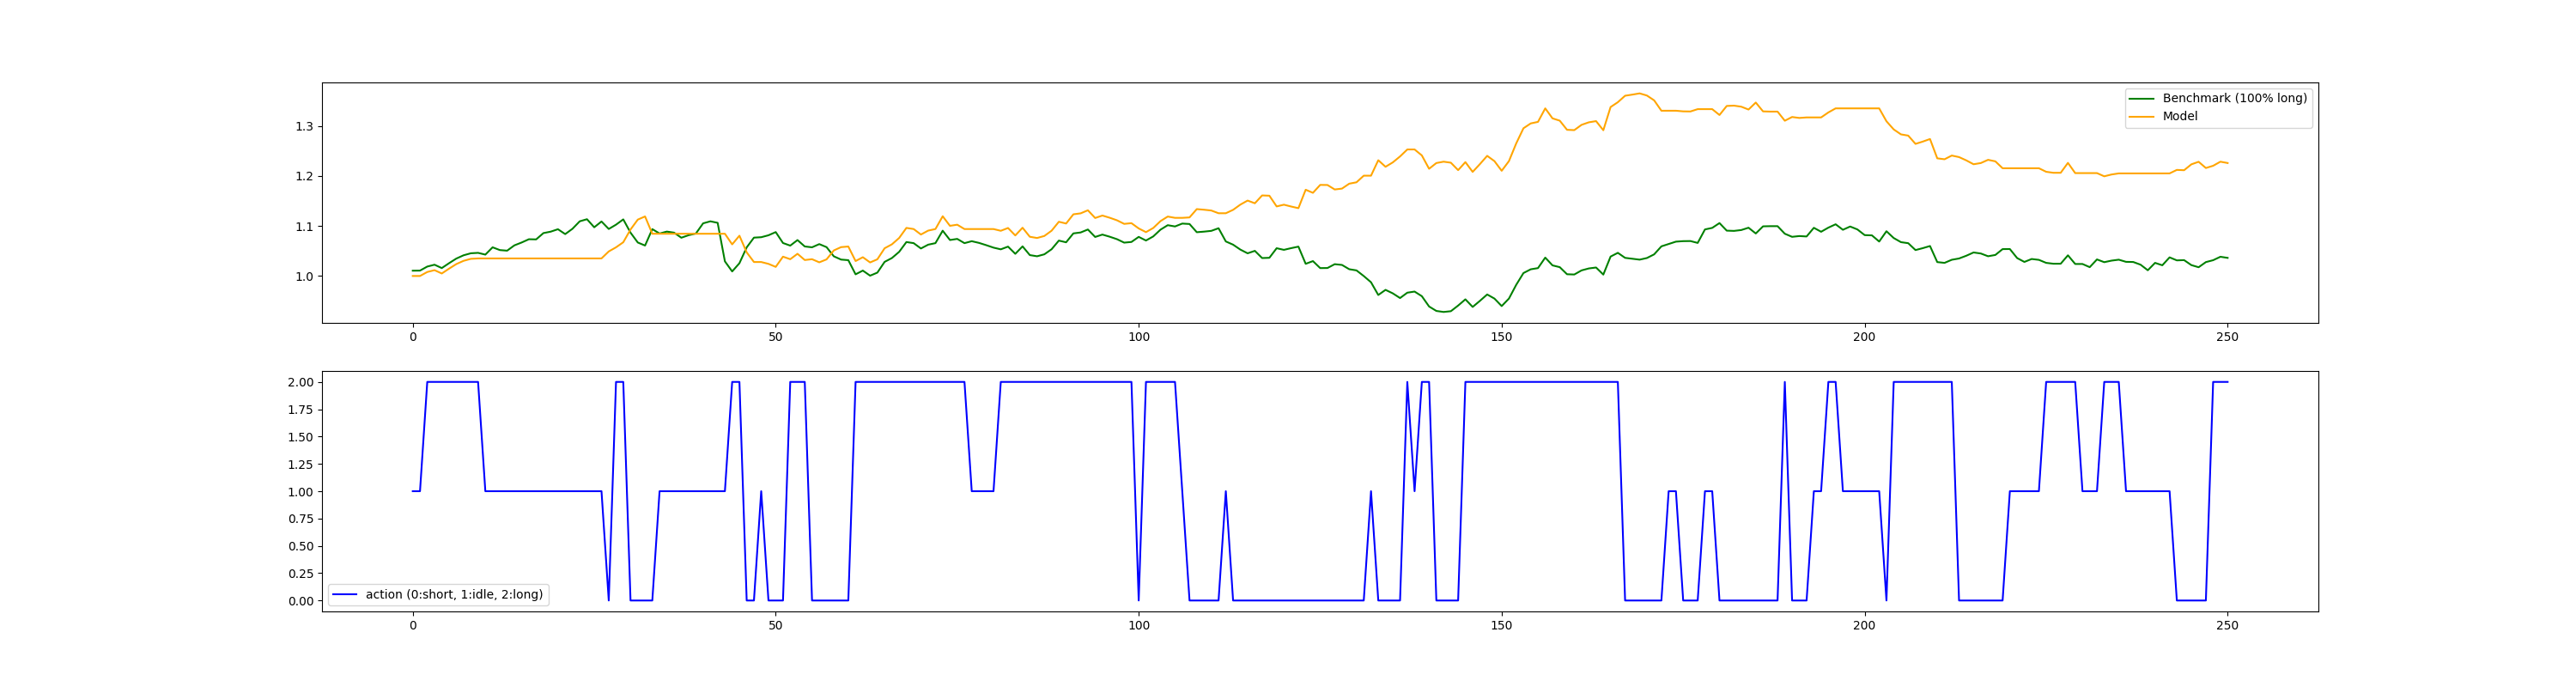 Benchmark (100% long)
Model
1.3
1.2
1.1
1.0
0 50 100 150 200 250
2.00
1.75
1.50
1.25
1.00
0.75
0.50
0.25
0.00
action (0:short, 1:idle, 2:long)
0 50 100 150 200 250